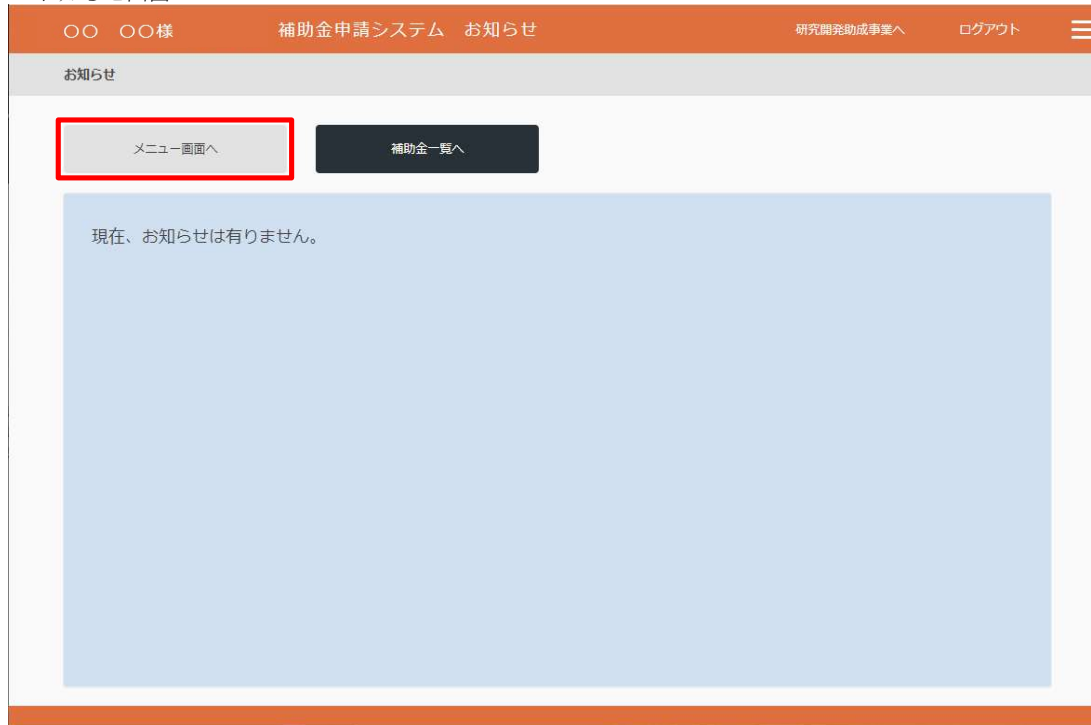 〇〇 〇〇様 補助金申請システム お知らせ 研究開発助成事業へ ログアウト
お知らせ
メニュー画面へ 補助金一覧へ
現在、お知らせは有りません。